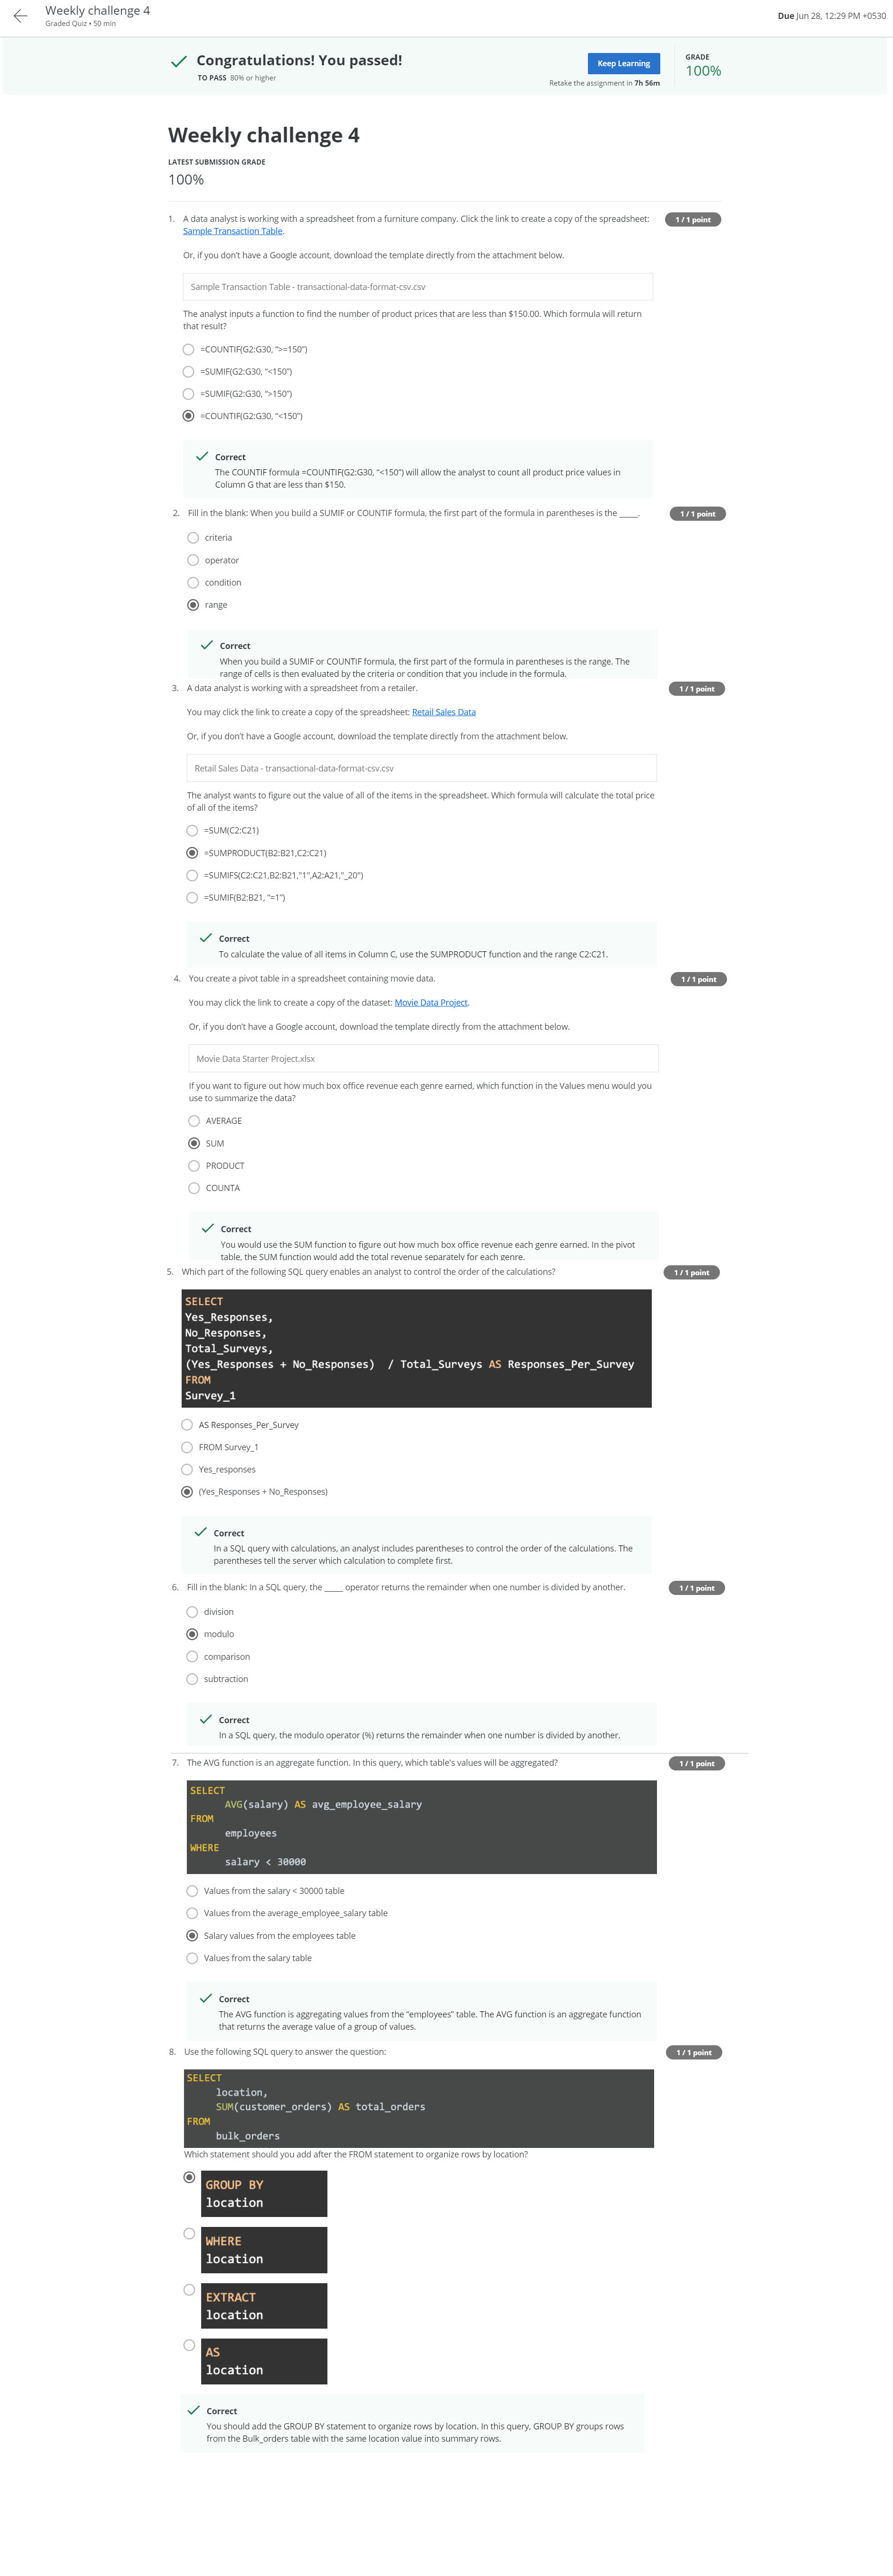 Weekly challenge 4
Graded Quiz • 50 min
Due Jun 28, 12:29 PM +0530
Congratulations! You passed!
TO PASS 80% or higher
Keep Learning
Retake the assignment in 7h 56m
GRADE
100%
Weekly challenge 4
LATEST SUBMISSION GRADE
100%
1. A data analyst is working with a spreadsheet from a furniture company. Click the link to create a copy of the spreadsheet:
Sample Transaction Table.
1 / 1 point
Or, if you don't have a Google account, download the template directly from the attachment below.
Sample Transaction Table - transactional-data-format-csv.csv
The analyst inputs a function to find the number of product prices that are less than $150.00. Which formula will return
that result?
=COUNTIF(G2:G30, “>=150”)
=SUMIF(G2:G30, “<150”)
=SUMIF(G2:G30, “>150”)
=COUNTIF(G2:G30, “<150”)
Correct
The COUNTIF formula =COUNTIF(G2:G30, “<150”) will allow the analyst to count all product price values in
Column G that are less than $150.
2. Fill in the blank: When you build a SUMIF or COUNTIF formula, the first part of the formula in parentheses is the _____.
1 / 1 point
criteria
operator
condition
range
Correct
When you build a SUMIF or COUNTIF formula, the first part of the formula in parentheses is the range. The
range of cells is then evaluated by the criteria or condition that you include in the formula.
3. A data analyst is working with a spreadsheet from a retailer.
1 / 1 point
You may click the link to create a copy of the spreadsheet: Retail Sales Data
Or, if you don't have a Google account, download the template directly from the attachment below.
Retail Sales Data - transactional-data-format-csv.csv
The analyst wants to figure out the value of all of the items in the spreadsheet. Which formula will calculate the total price
of all of the items?
=SUM(C2:C21)
=SUMPRODUCT(B2:B21,C2:C21)
=SUMIFS(C2:C21,B2:B21,"1",A2:A21,"_20")
=SUMIF(B2:B21, “=1”)
Correct
To calculate the value of all items in Column C, use the SUMPRODUCT function and the range C2:C21.
4. You create a pivot table in a spreadsheet containing movie data.
1 / 1 point
You may click the link to create a copy of the dataset: Movie Data Project.
Or, if you don't have a Google account, download the template directly from the attachment below.
Movie Data Starter Project.xlsx
If you want to figure out how much box office revenue each genre earned, which function in the Values menu would you
use to summarize the data?
AVERAGE
SUM
PRODUCT
COUNTA
Correct
You would use the SUM function to figure out how much box office revenue each genre earned. In the pivot
table, the SUM function would add the total revenue separately for each genre.
5. Which part of the following SQL query enables an analyst to control the order of the calculations?
1 / 1 point
SELECT
Yes_Responses,
No_Responses,
Total_Surveys,
(Yes_Responses + No_Responses) / Total_Surveys AS Responses_Per_Survey
FROM
Survey_1
AS Responses_Per_Survey
FROM Survey_1
Yes_responses
(Yes_Responses + No_Responses)
Correct
In a SQL query with calculations, an analyst includes parentheses to control the order of the calculations. The
parentheses tell the server which calculation to complete first.
6. Fill in the blank: In a SQL query, the _____ operator returns the remainder when one number is divided by another.
1 / 1 point
division
modulo
comparison
subtraction
Correct
In a SQL query, the modulo operator (%) returns the remainder when one number is divided by another.
7. The AVG function is an aggregate function. In this query, which table's values will be aggregated?
1 / 1 point
SELECT
AVG(salary) AS avg_employee_salary
FROM
employees
WHERE
salary < 30000
Values from the salary < 30000 table
Values from the average_employee_salary table
Salary values from the employees table
Values from the salary table
Correct
The AVG function is aggregating values from the “employees” table. The AVG function is an aggregate function
that returns the average value of a group of values.
8. Use the following SQL query to answer the question:
1 / 1 point
SELECT
location,
SUM(customer_orders) AS total_orders
FROM
bulk_orders
Which statement should you add after the FROM statement to organize rows by location?
GROUP BY
location
WHERE
location
EXTRACT
location
AS
location
Correct
You should add the GROUP BY statement to organize rows by location. In this query, GROUP BY groups rows
from the Bulk_orders table with the same location value into summary rows.